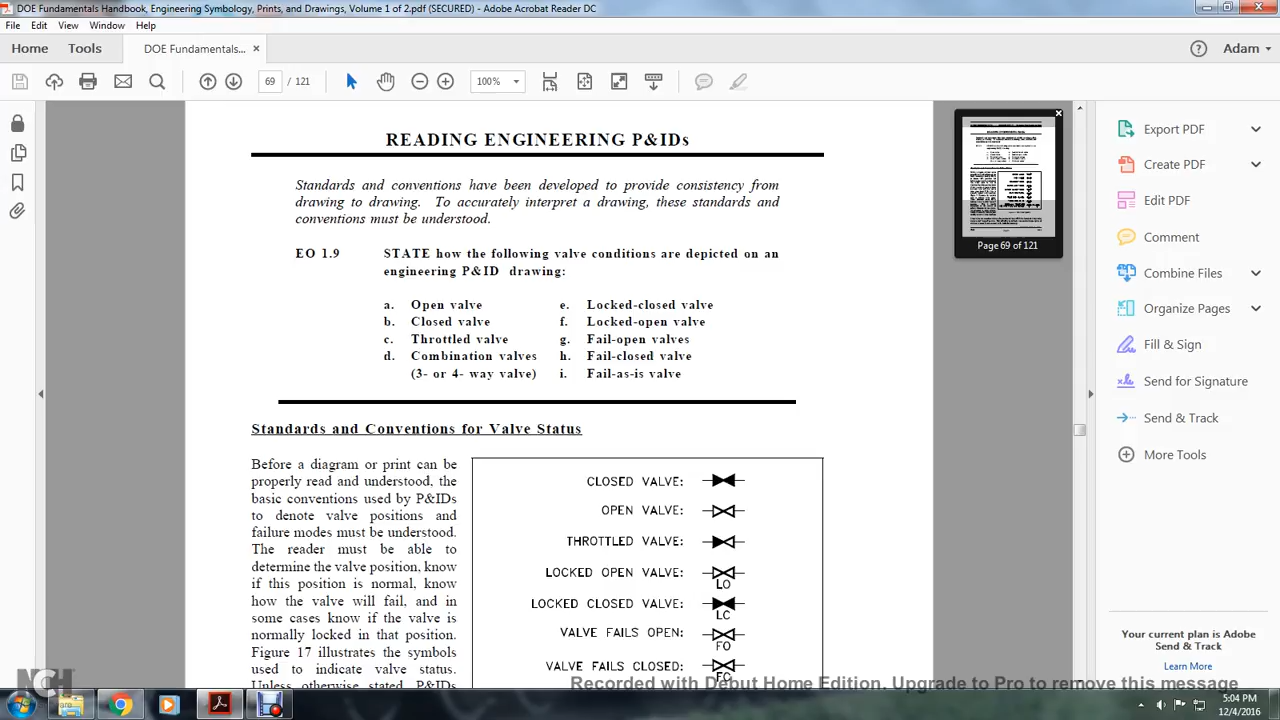 DOE Fundamentals Handbook, Engineering Symbology, Prints, and Drawings, Volume 1 of 2.pdf (SECURED) - Adobe Acrobat Reader DC
File Edit View Window Help
Home Tools DOE Fundamentals... × Adam
69 / 121 100%
READING ENGINEERING P&IDs
Standards and conventions have been developed to provide consistency from
drawing to drawing. To accurately interpret a drawing, these standards and
conventions must be understood.
EO 1.9 STATE how the following valve conditions are depicted on an
engineering P&ID drawing:
a. Open valve e. Locked-closed valve
b. Closed valve f. Locked-open valve
c. Throttled valve g. Fail-open valves
d. Combination valves h. Fail-closed valve
(3- or 4- way valve) i. Fail-as-is valve
Standards and Conventions for Valve Status
Before a diagram or print can be
properly read and understood, the
basic conventions used by P&IDs
to denote valve positions and
failure modes must be understood.
The reader must be able to
determine the valve position, know
if this position is normal, know
how the valve will fail, and in
some cases know if the valve is
normally locked in that position.
Figure 17 illustrates the symbols
used to indicate valve status.
Unless otherwise stated, P&IDs
CLOSED VALVE:
OPEN VALVE:
THROTTLED VALVE:
LOCKED OPEN VALVE:
LO
LOCKED CLOSED VALVE:
LC
VALVE FAILS OPEN:
FO
VALVE FAILS CLOSED:
FC
Page 69 of 121
Export PDF
Create PDF
Edit PDF
Comment
Combine Files
Organize Pages
Fill & Sign
Send for Signature
Send & Track
More Tools
Your current plan is Adobe
Send & Track
Learn More
NCH
Recorded with Debut Home Edition. Upgrade to Pro to remove this message
5:04 PM
12/4/2016